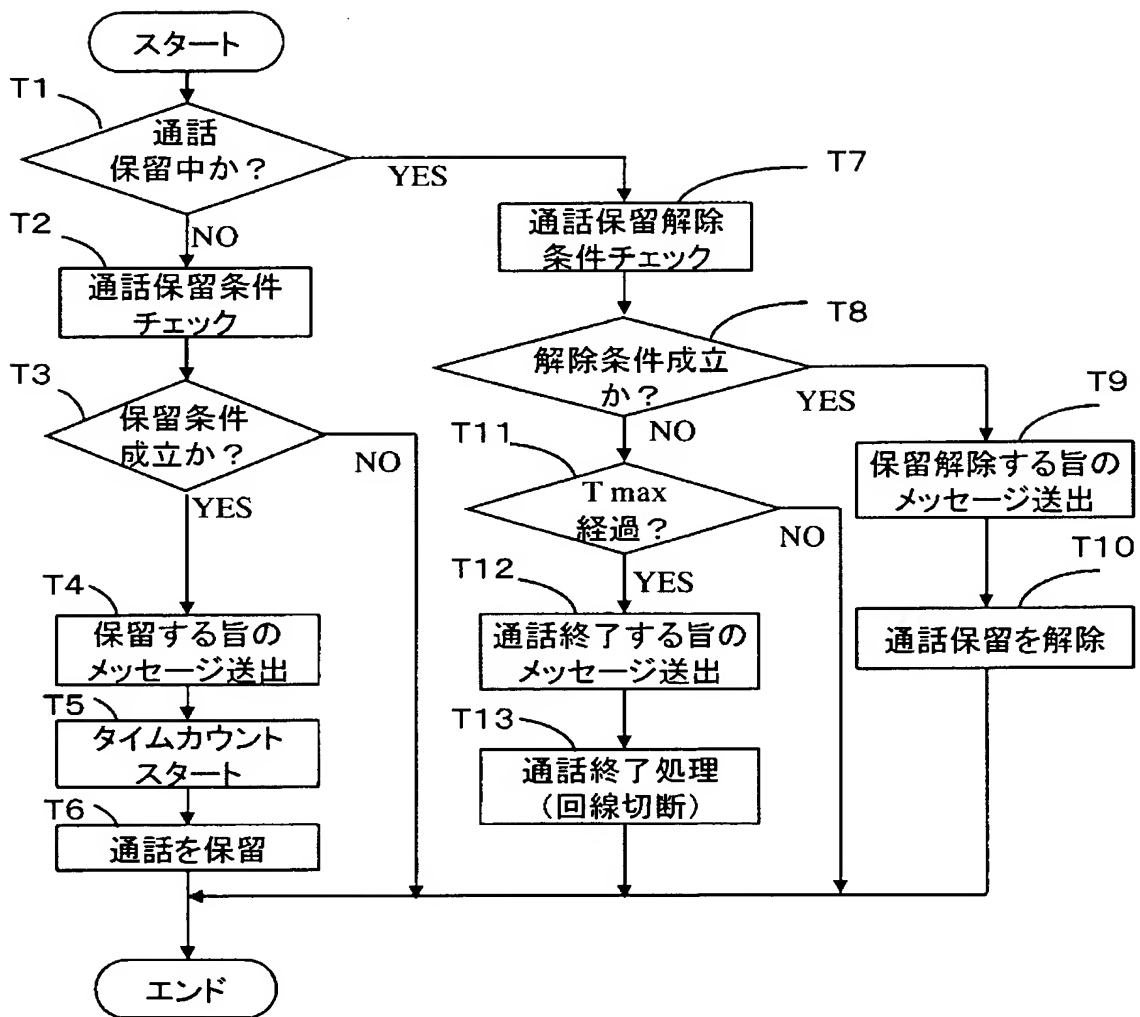 スタート
T1
通話
保留中か？
YES
NO
T2
通話保留条件
チェック
T3
保留条件
成立か？
NO
YES
T4
保留する旨の
メッセージ送出
T5
タイムカウント
スタート
T6
通話を保留
T7
通話保留解除
条件チェック
T8
解除条件成立
か？
YES
NO
T9
保留解除する旨の
メッセージ送出
T10
通話保留を解除
T11
T max
経過？
NO
YES
T12
通話終了する旨の
メッセージ送出
T13
通話終了処理
（回線切断）
エンド